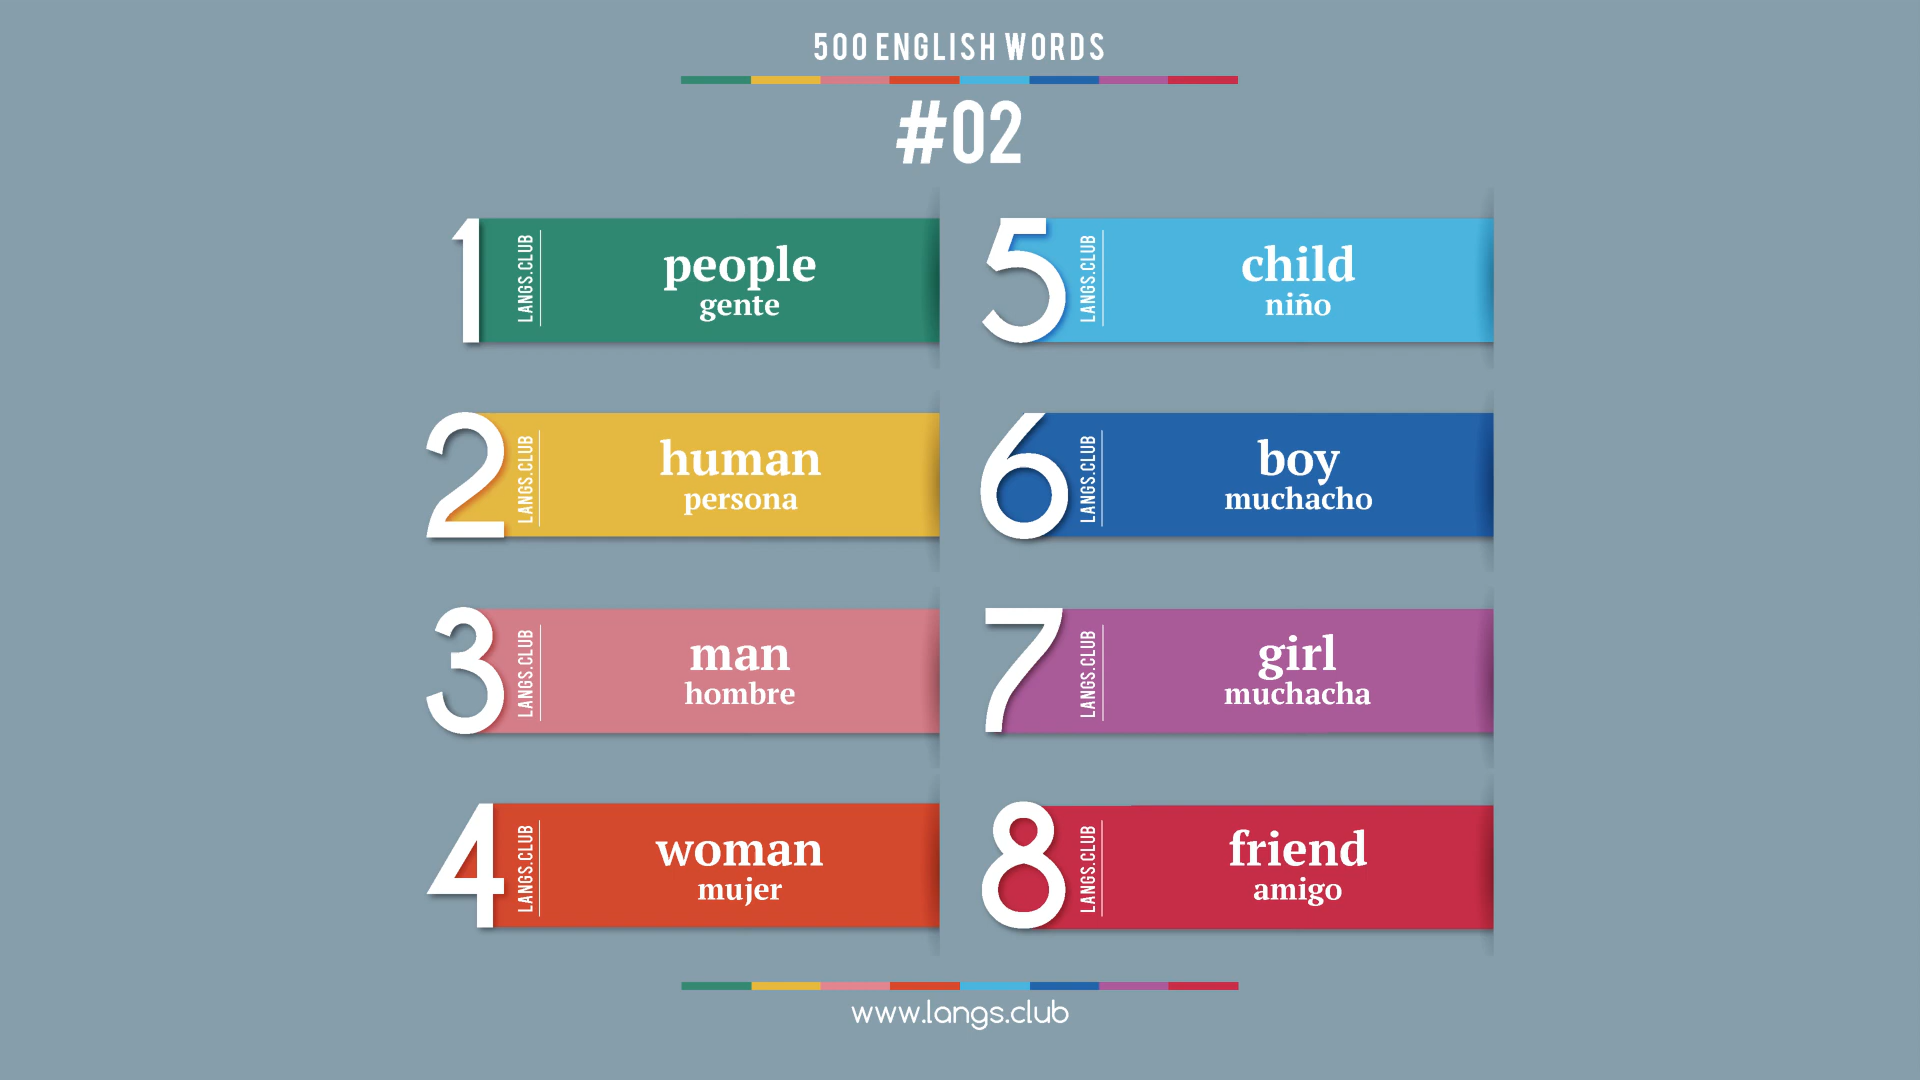 500 ENGLISH WORDS
#02
1
LANGS.CLUB
people
gente
2
LANGS.CLUB
human
persona
3
LANGS.CLUB
man
hombre
4
LANGS.CLUB
woman
mujer
5
LANGS.CLUB
child
niño
6
LANGS.CLUB
boy
muchacho
7
LANGS.CLUB
girl
muchacha
8
LANGS.CLUB
friend
amigo
www.langs.club